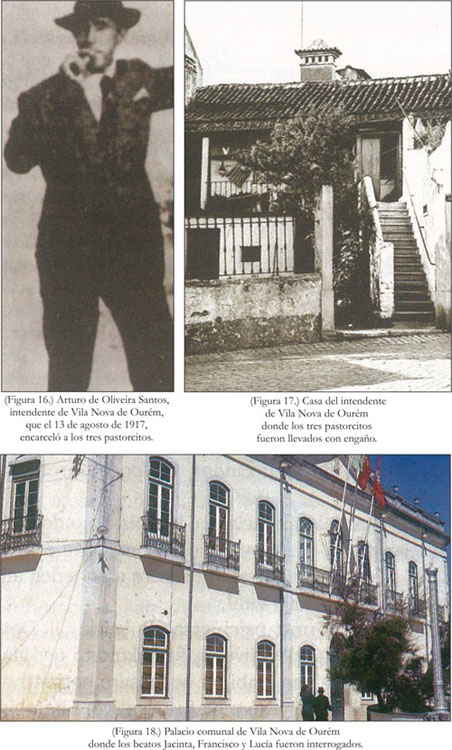 (Figura 16.) Arturo de Oliveira Santos,
intendente de Vila Nova de Ourém,
que el 13 de agosto de 1917,
encarceló a los tres pastorcitos.
(Figura 17.) Casa del intendente
de Vila Nova de Ourém
donde los tres pastorcitos
fueron llevados con engaño.
(Figura 18.) Palacio comunal de Vila Nova de Ourém
donde los beatos Jacinta, Francisco y Lucía fueron interrogados.